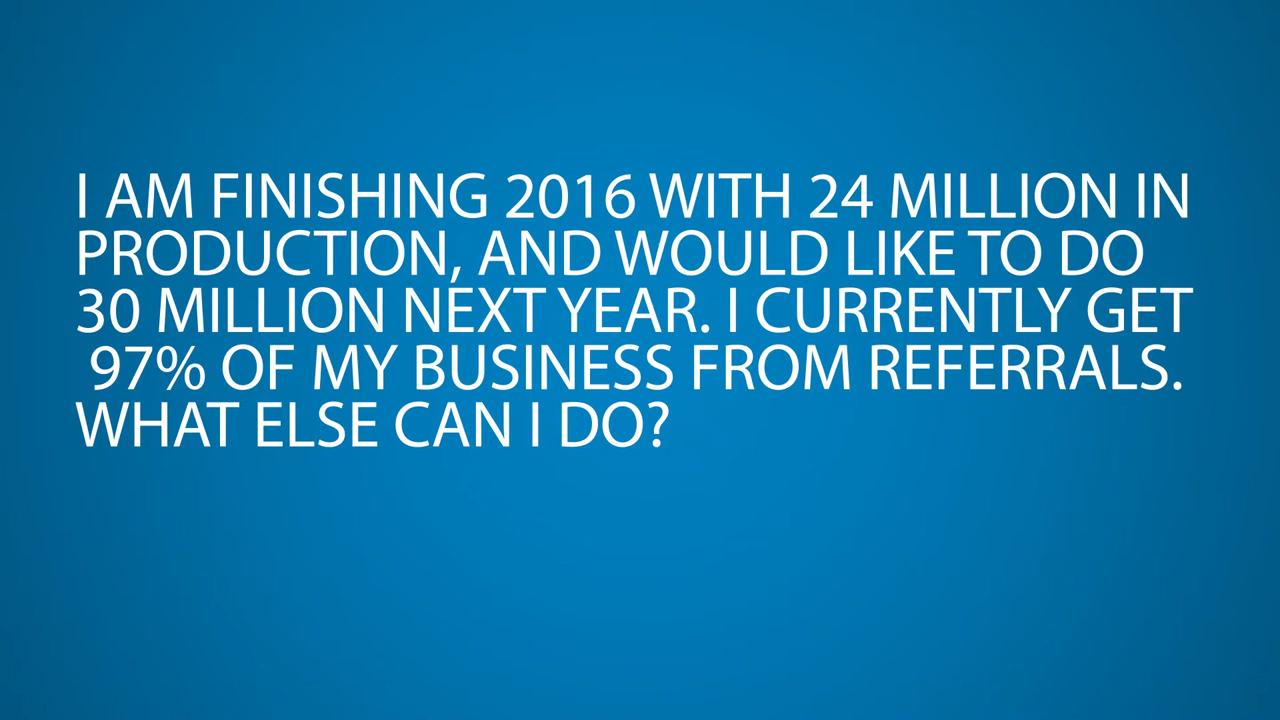 I AM FINISHING 2016 WITH 24 MILLION IN
PRODUCTION, AND WOULD LIKE TO DO
30 MILLION NEXT YEAR. I CURRENTLY GET
97% OF MY BUSINESS FROM REFERRALS.
WHAT ELSE CAN I DO?